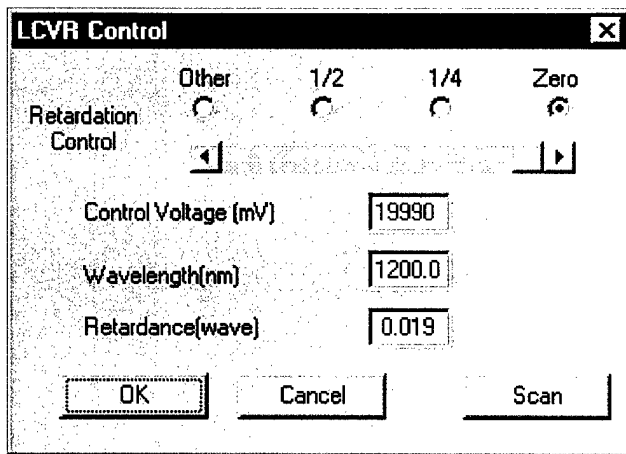 LCVR Control
Other 1/2 1/4 Zero
Retardation
Control
Control Voltage (mV) 19990
Wavelength(nm) 1200.0
Retardance(wave) 0.019
OK Cancel Scan